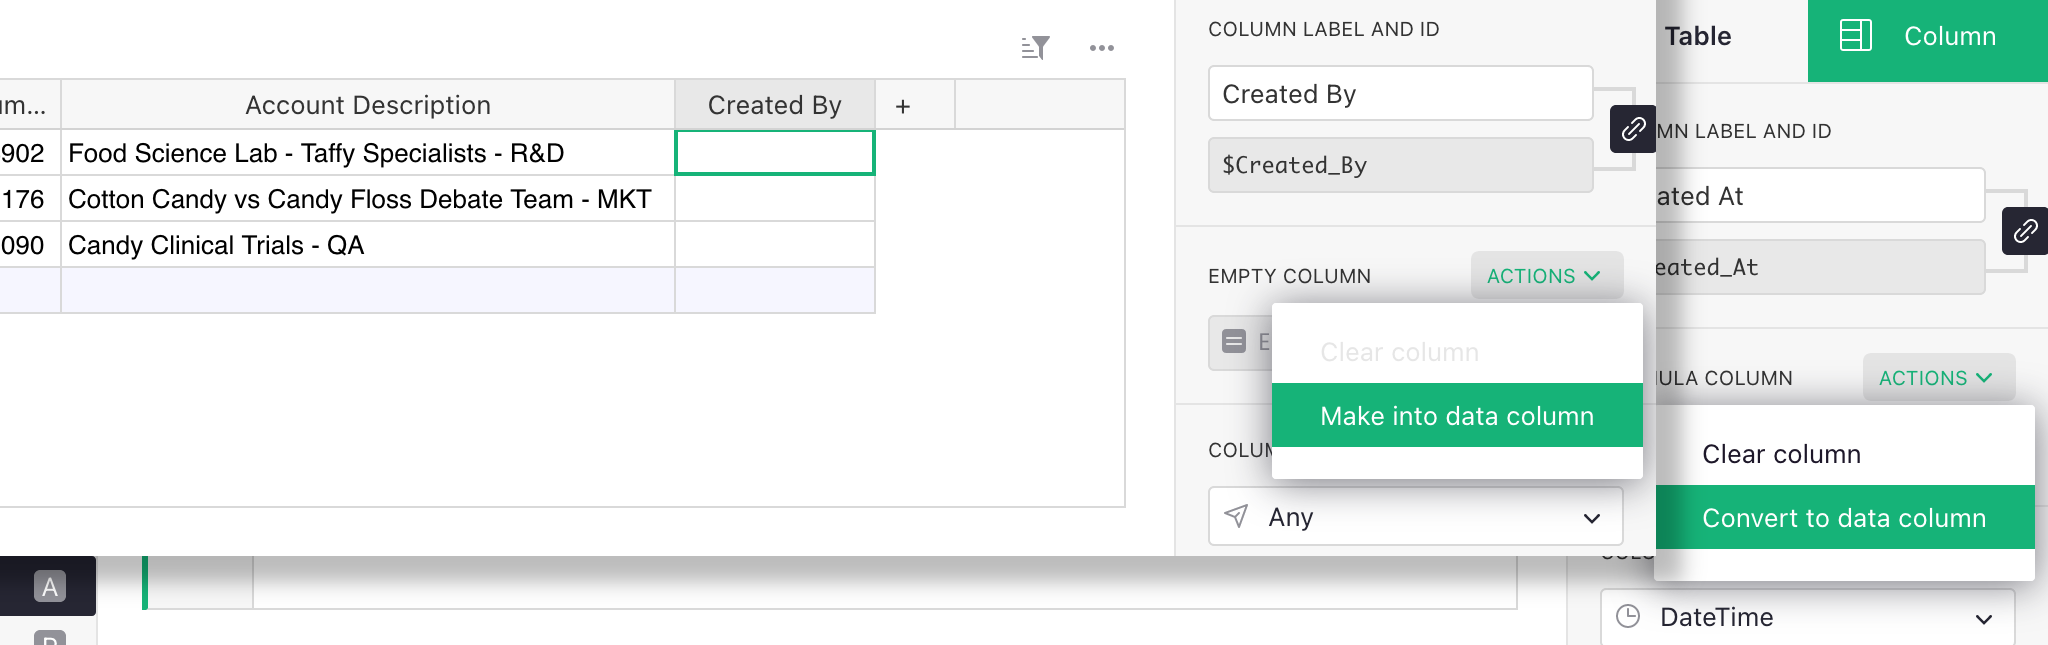 COLUMN LABEL AND ID
Table
Column
um...
Account Description
Created By
+
Created By
$Created_By
MN LABEL AND ID
902
Food Science Lab - Taffy Specialists - R&D
176
Cotton Candy vs Candy Floss Debate Team - MKT
090
Candy Clinical Trials - QA
ated At
eated_At
EMPTY COLUMN
ACTIONS
E
Clear column
Make into data column
COLUM
Any
ULA COLUMN
ACTIONS
Clear column
Convert to data column
A
DateTime